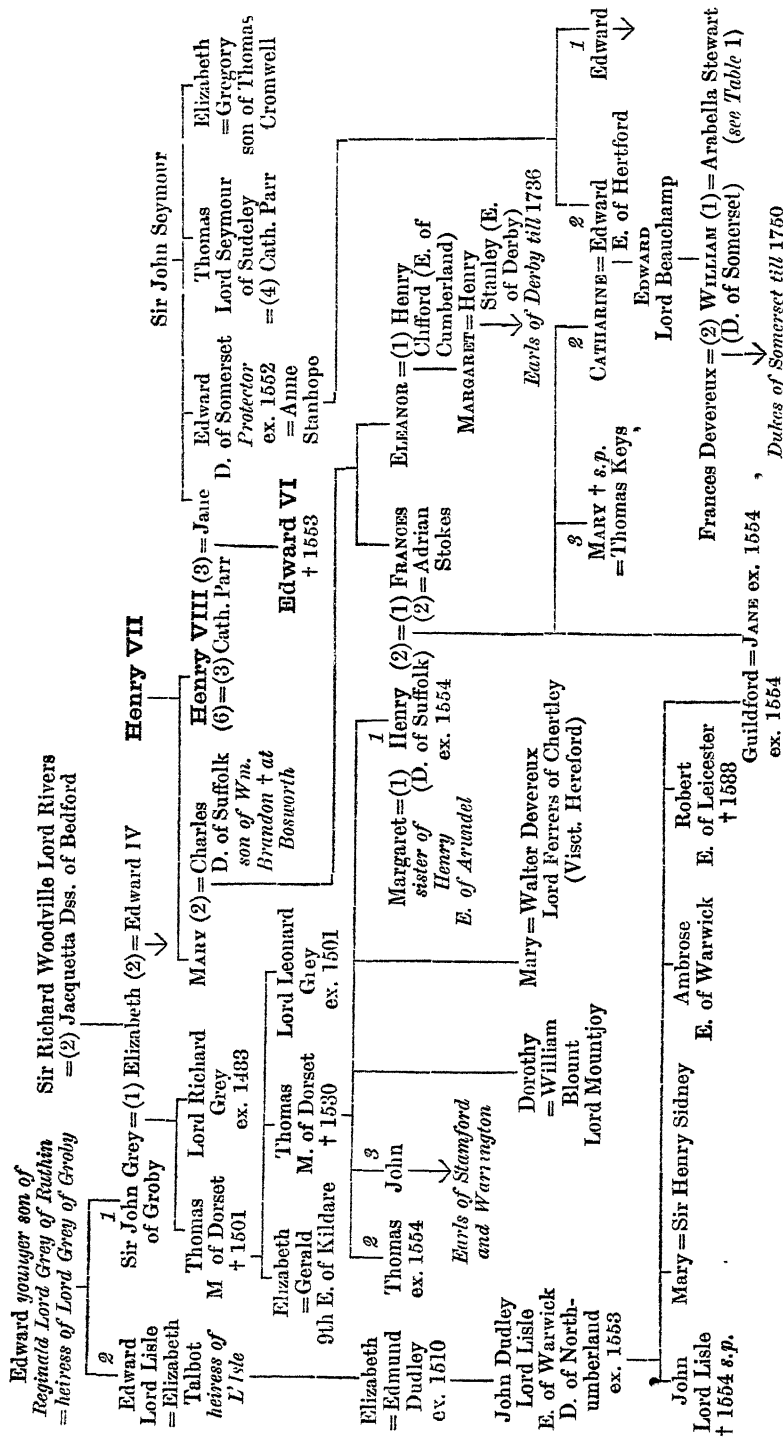 Edward younger son of
Reginald Lord Grey of Ruthin
=heiress of Lord Grey of Groby
Sir Richard Woodville Lord Rivers
=(2) Jacquetta Dss. of Bedford
2
Edward
Lord Lisle
=Elizabeth
Talbot
heiress of
L'Isle
1
Sir John Grey=(1) Elizabeth (2)=Edward IV
of Groby
Henry VII
Sir John Seymour
Thomas
M of Dorset
†1501
Lord Richard
Grey
ex. 1483
MARY (2)=Charles
D. of Suffolk
son of Wm.
Brandon † at
Bosworth
Henry VIII (3)=Jane
(6)=(3) Cath. Parr
Edward
D. of Somerset
Protector
ex. 1552
=Anne
Stanhope
Thomas
Lord Seymour
of Sudeley
=(4) Cath. Parr
Elizabeth
=Gregory
son of Thomas
Cromwell
Edward VI
†1553
Elizabeth
=Gerald
9th E. of Kildare
Thomas
M. of Dorset
†1530
Lord Leonard
Grey
ex. 1501
Elizabeth
=Edmund
Dudley
ex. 1510
2
Thomas
ex. 1554
3
John
Earls of Stamford
and Warrington
Margaret=(1)
sister of
Henry
E. of Arundel
1
Henry (2)=(1) FRANCES
(D. of Suffolk) (2)=Adrian
ex. 1554 Stokes
ELEANOR=(1) Henry
Clifford (E. of
Cumberland)
MARGARET=Henry
Stanley (E.
of Derby)
Earls of Derby till 1736
John Dudley
Lord Lisle
E. of Warwick
D. of North-
umberland
ex. 1553
Dorothy
=William
Blount
Lord Mountjoy
Mary=Walter Devereux
Lord Ferrers of Chertley
(Visct. Hereford)
3
MARY † s.p.
=Thomas Keys
2
CATHARINE=Edward
2
E. of Hertford
1
Edward
EDWARD
Lord Beauchamp
John
Lord Lisle
†1554 s.p.
Mary=Sir Henry Sidney
Ambrose
E. of Warwick
Robert
E. of Leicester
†1588
Guildford=JANE ex. 1554
ex. 1554
Frances Devereux=(2) WILLIAM (1)=Arabella Stewart
(D. of Somerset) (see Table 1)
Dukes of Somerset till 1750